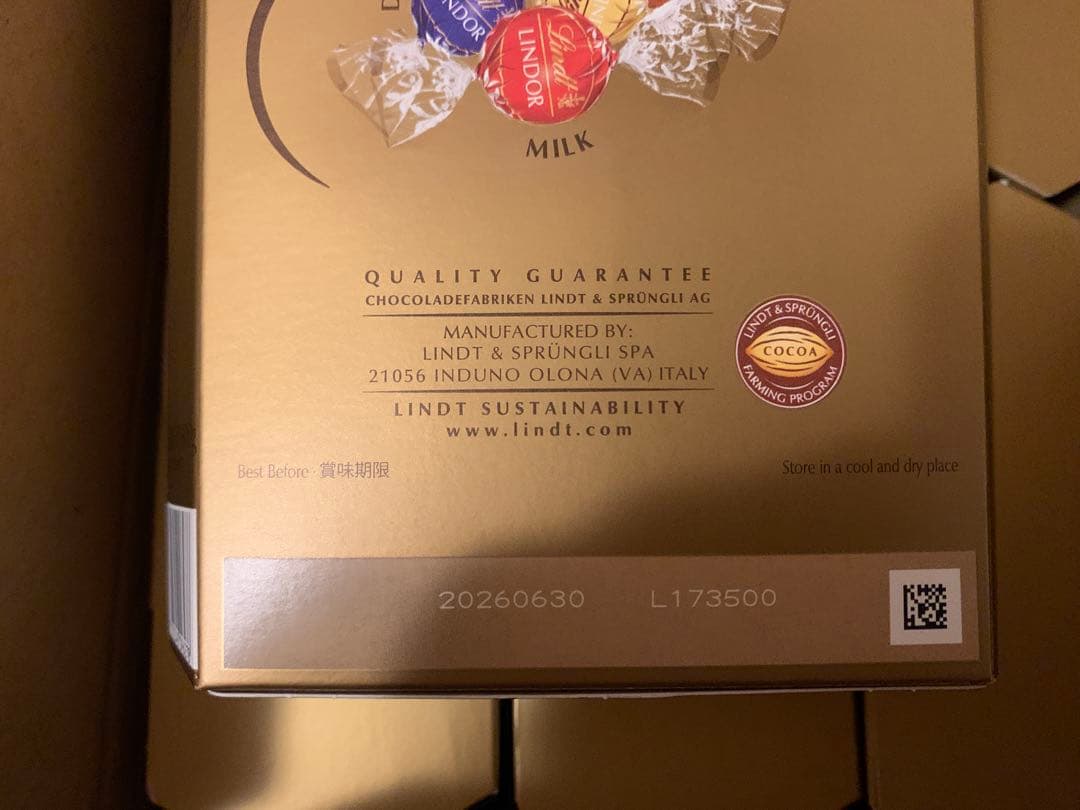 Lindt
LINDOR
Lindt
LINDOR
MILK
QUALITY GUARANTEE
CHOCOLADEFABRIKEN LINDT & SPRÜNGLI AG
MANUFACTURED BY:
LINDT & SPRÜNGLI SPA
21056 INDUNO OLONA (VA) ITALY
LINDT SUSTAINABILITY
www.lindt.com
LINDT & SPRÜNGLI
COCOA
FARMING PROGRAM
Best Before · 賞味期限
Store in a cool and dry place
20260630 L173500